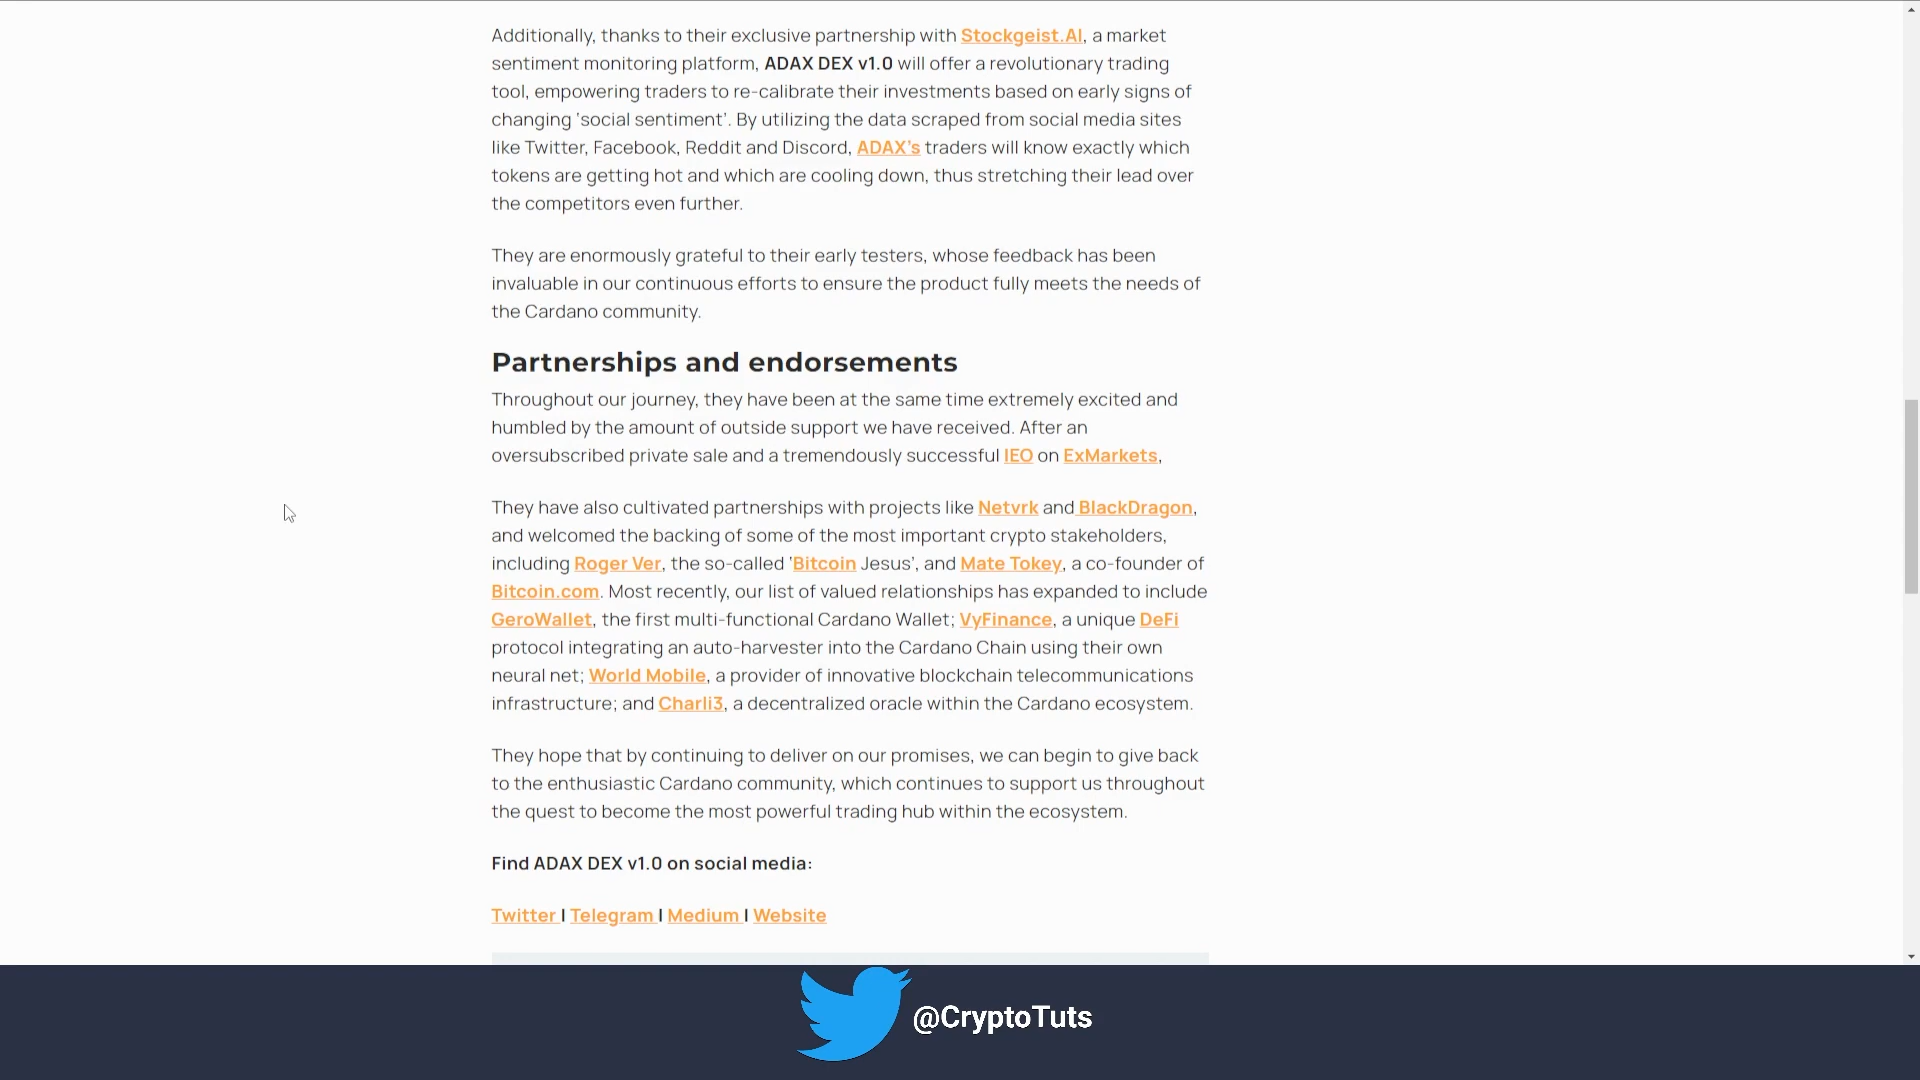 Additionally, thanks to their exclusive partnership with Stockgeist.AI, a market
sentiment monitoring platform, ADAX DEX v1.0 will offer a revolutionary trading
tool, empowering traders to re-calibrate their investments based on early signs of
changing ‘social sentiment’. By utilizing the data scraped from social media sites
like Twitter, Facebook, Reddit and Discord, ADAX’s traders will know exactly which
tokens are getting hot and which are cooling down, thus stretching their lead over
the competitors even further.
They are enormously grateful to their early testers, whose feedback has been
invaluable in our continuous efforts to ensure the product fully meets the needs of
the Cardano community.
Partnerships and endorsements
Throughout our journey, they have been at the same time extremely excited and
humbled by the amount of outside support we have received. After an
oversubscribed private sale and a tremendously successful IEO on ExMarkets,
They have also cultivated partnerships with projects like Netvrk and BlackDragon,
and welcomed the backing of some of the most important crypto stakeholders,
including Roger Ver, the so-called ‘Bitcoin Jesus’, and Mate Tokey, a co-founder of
Bitcoin.com. Most recently, our list of valued relationships has expanded to include
GeroWallet, the first multi-functional Cardano Wallet; VyFinance, a unique DeFi
protocol integrating an auto-harvester into the Cardano Chain using their own
neural net; World Mobile, a provider of innovative blockchain telecommunications
infrastructure; and Charli3, a decentralized oracle within the Cardano ecosystem.
They hope that by continuing to deliver on our promises, we can begin to give back
to the enthusiastic Cardano community, which continues to support us throughout
the quest to become the most powerful trading hub within the ecosystem.
Find ADAX DEX v1.0 on social media:
Twitter | Telegram | Medium | Website
@CryptoTuts